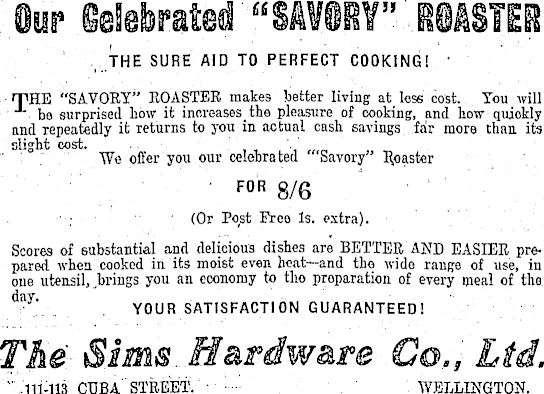 Our Celebrated "SAVORY" ROASTER
THE SURE AID TO PERFECT COOKING!
THE "SAVORY" ROASTER makes better living at less cost. You will
be surprised how it increases the pleasure of cooking, and how quickly
and repeatedly it returns to you in actual cash savings far more than its
slight cost.
We offer you our celebrated "Savory" Roaster
FOR 8/6
(Or Post Free 1s. extra).
Scores of substantial and delicious dishes are BETTER AND EASIER pre-
pared when cooked in its moist even heat—and the wide range of use, in
one utensil, brings you an economy to the preparation of every meal of the
day.
YOUR SATISFACTION GUARANTEED!
The Sims Hardware Co., Ltd.
111-113 CUBA STREET. WELLINGTON.